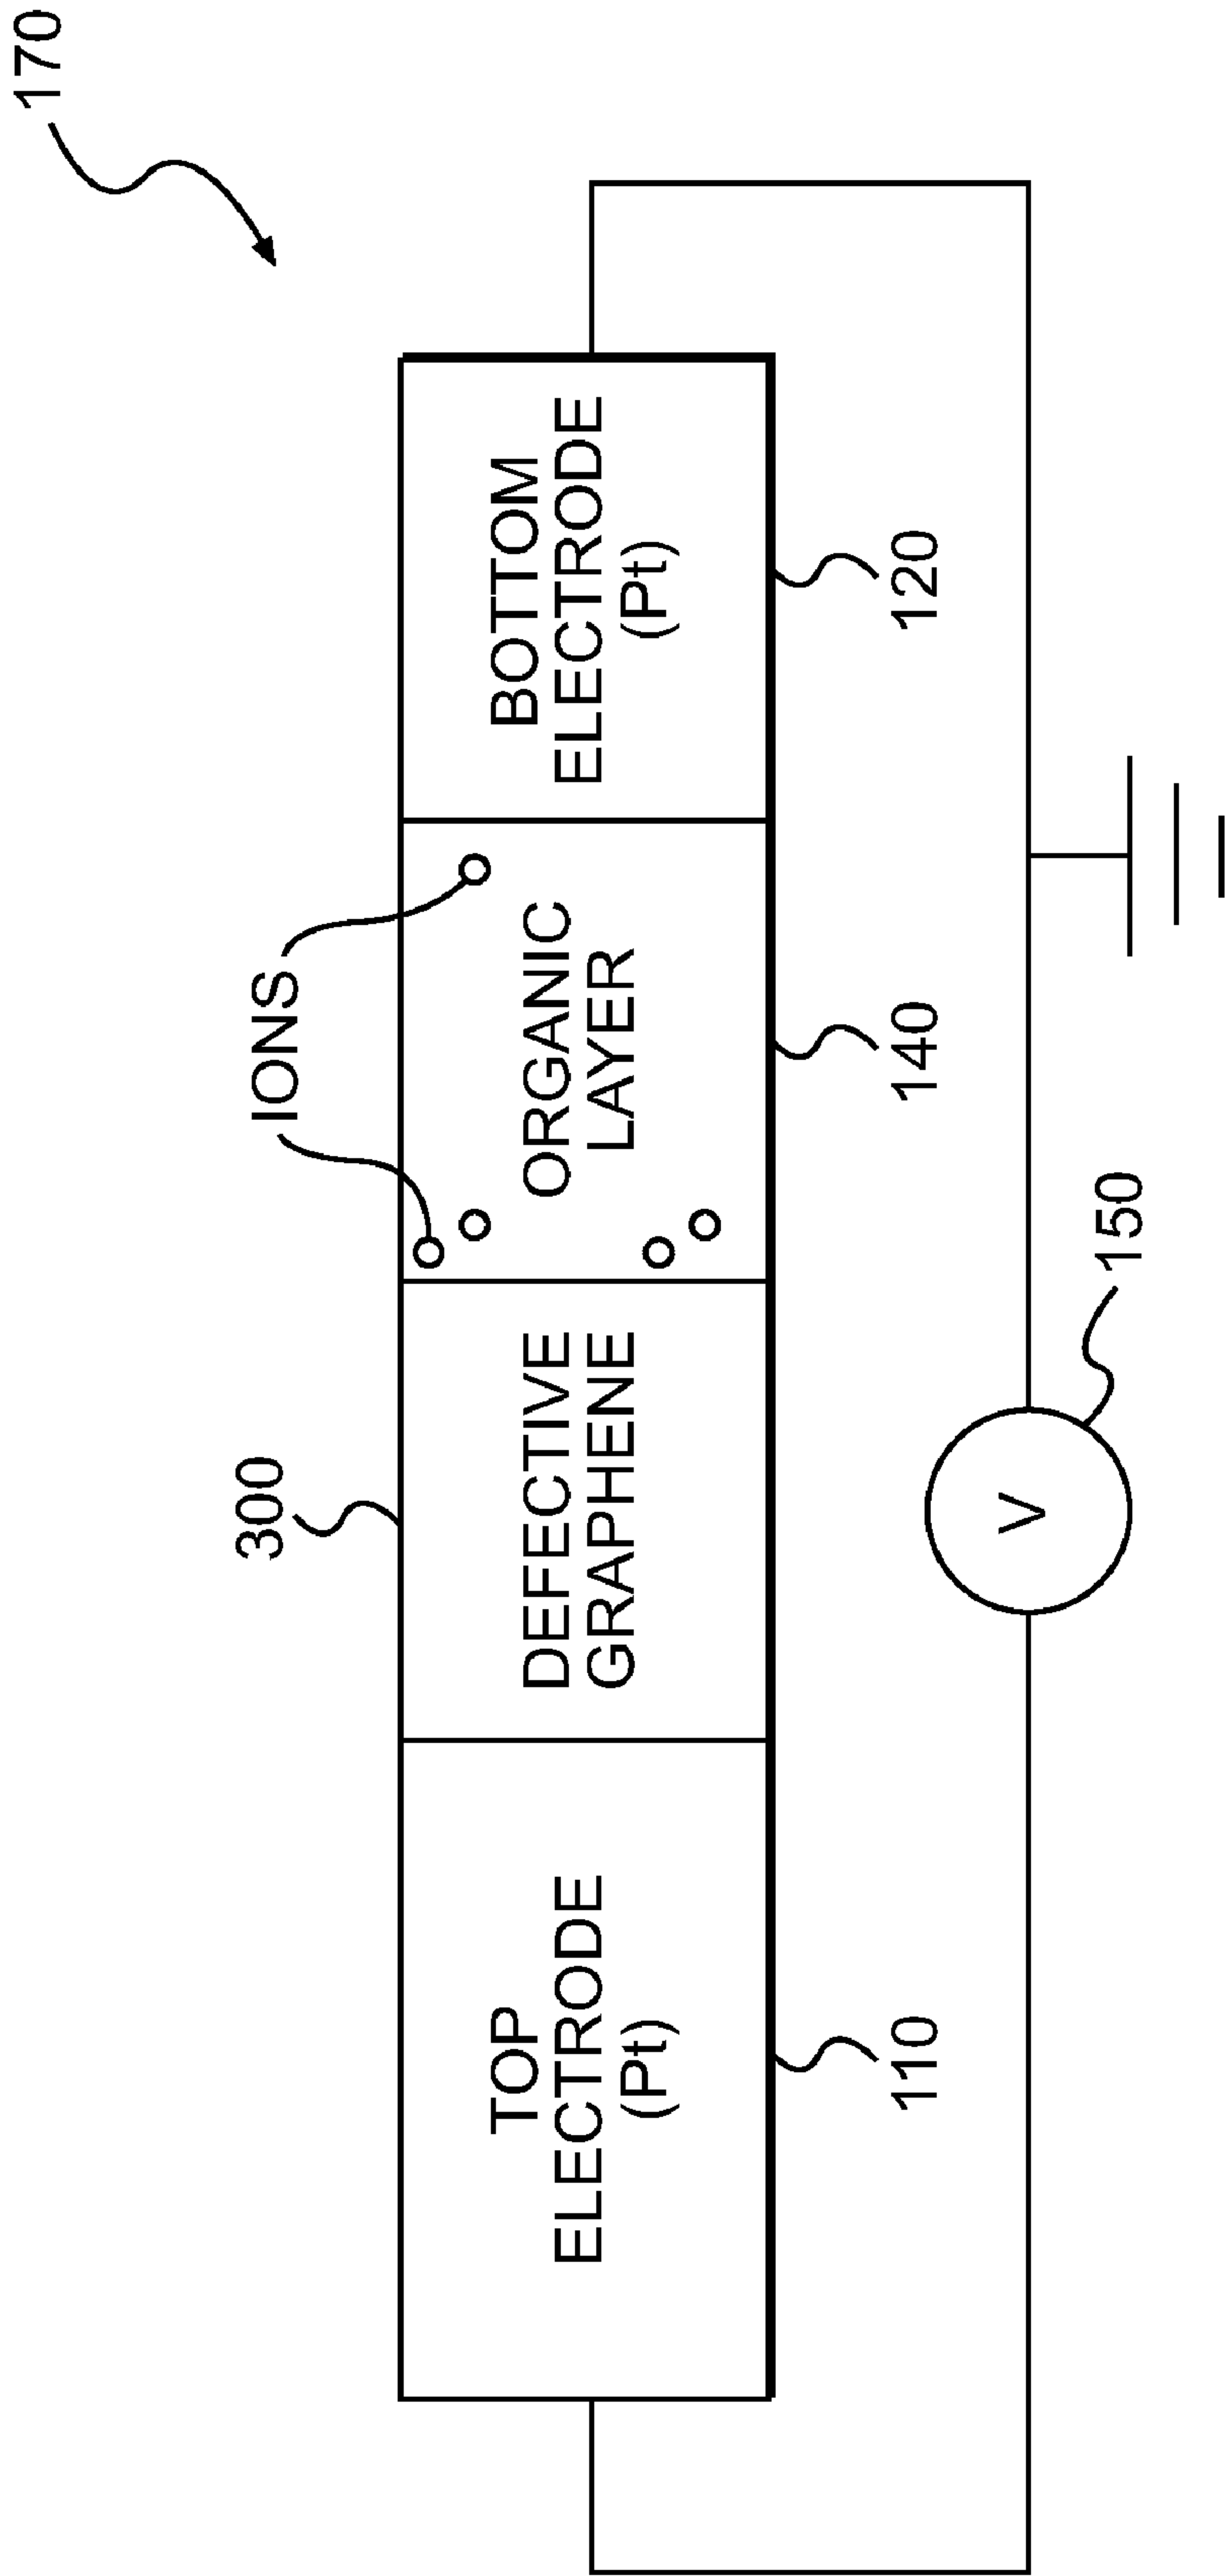 170
300
IONS
TOP
ELECTRODE
(Pt)
DEFECTIVE
GRAPHENE
ORGANIC
LAYER
BOTTOM
ELECTRODE
(Pt)
110
140
120
150
V